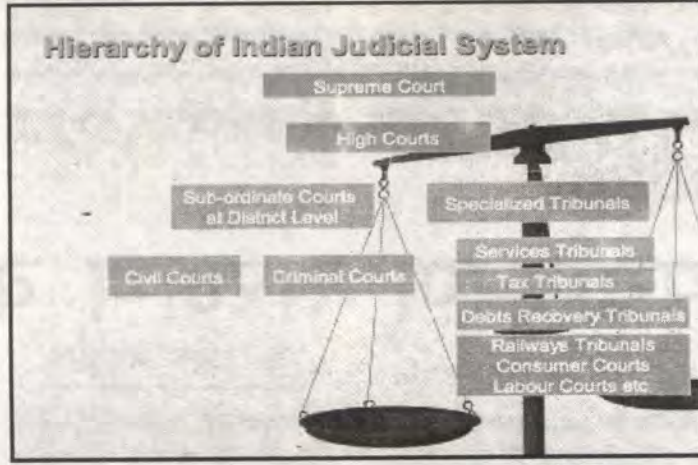 Hierarchy of Indian Judicial System
Supreme Court
High Courts
Sub-ordinate Courts
at District Level
Civil Courts
Criminal Courts
Specialized Tribunals
Services Tribunals
Tax Tribunals
Debts Recovery Tribunals
Railways Tribunals
Consumer Courts
Labour Courts etc